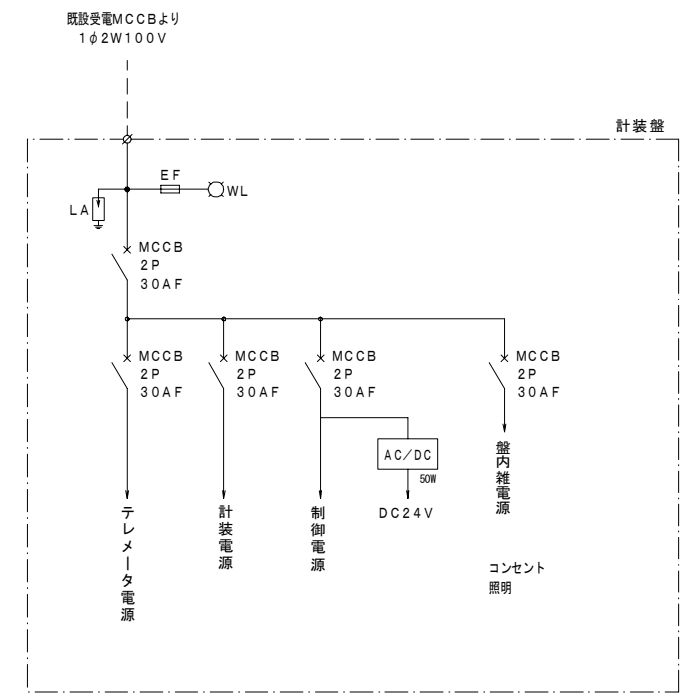 既設受電MCCBより
1φ2W100V
計装盤
EF
WL
LA
MCCB
2P
30AF
MCCB
2P
30AF
MCCB
2P
30AF
MCCB
2P
30AF
MCCB
2P
30AF
AC/DC
50W
DC24V
テレメータ電源
計装電源
制御電源
盤内雑電源
コンセント
照明